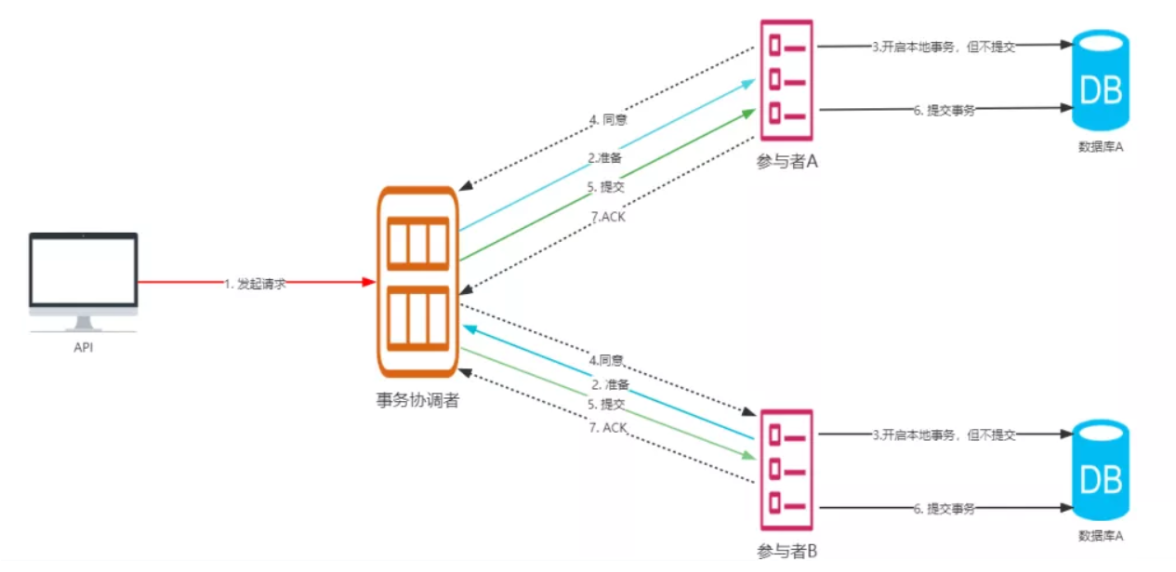 3.开启本地事务，但不提交
DB
4. 同意
6. 提交事务
数据库A
2.准备
参与者A
5. 提交
7.ACK
1. 发起请求
API
4.同意
2. 准备
事务协调者
5. 提交
7. ACK
3.开启本地事务，但不提交
DB
6. 提交事务
数据库A
参与者B